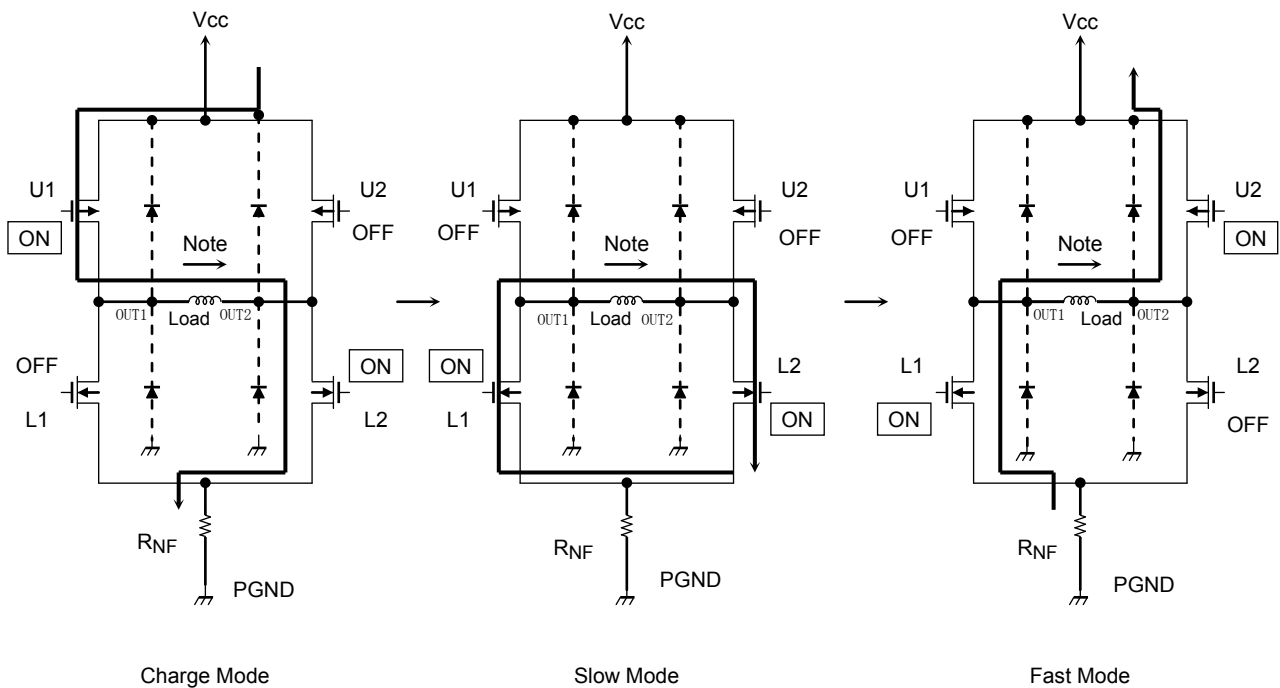 Vcc
U1
ON
U2
OFF
Note
OUT1
Load
OUT2
OFF
L1
ON
L2
RNF
PGND
Charge Mode
Vcc
U1
OFF
U2
OFF
Note
OUT1
Load
OUT2
ON
L1
L2
ON
RNF
PGND
Slow Mode
Vcc
U1
OFF
U2
ON
Note
OUT1
Load
OUT2
L1
ON
L2
OFF
RNF
PGND
Fast Mode